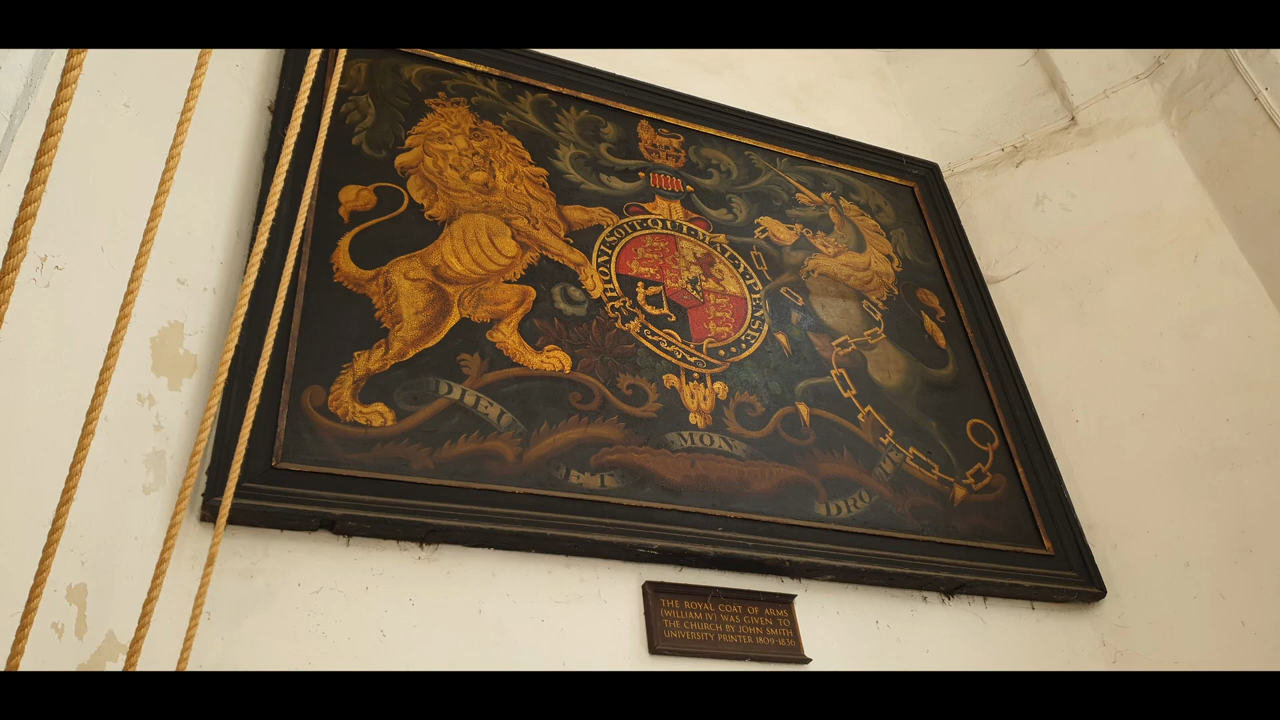 HONI·SOIT·QUI·MAL·Y·PENSE
DIEU
ET
MON
DROIT
THE ROYAL COAT OF ARMS
(WILLIAM IV) WAS GIVEN TO
THE CHURCH BY JOHN SMITH
UNIVERSITY PRINTER 1809-1836